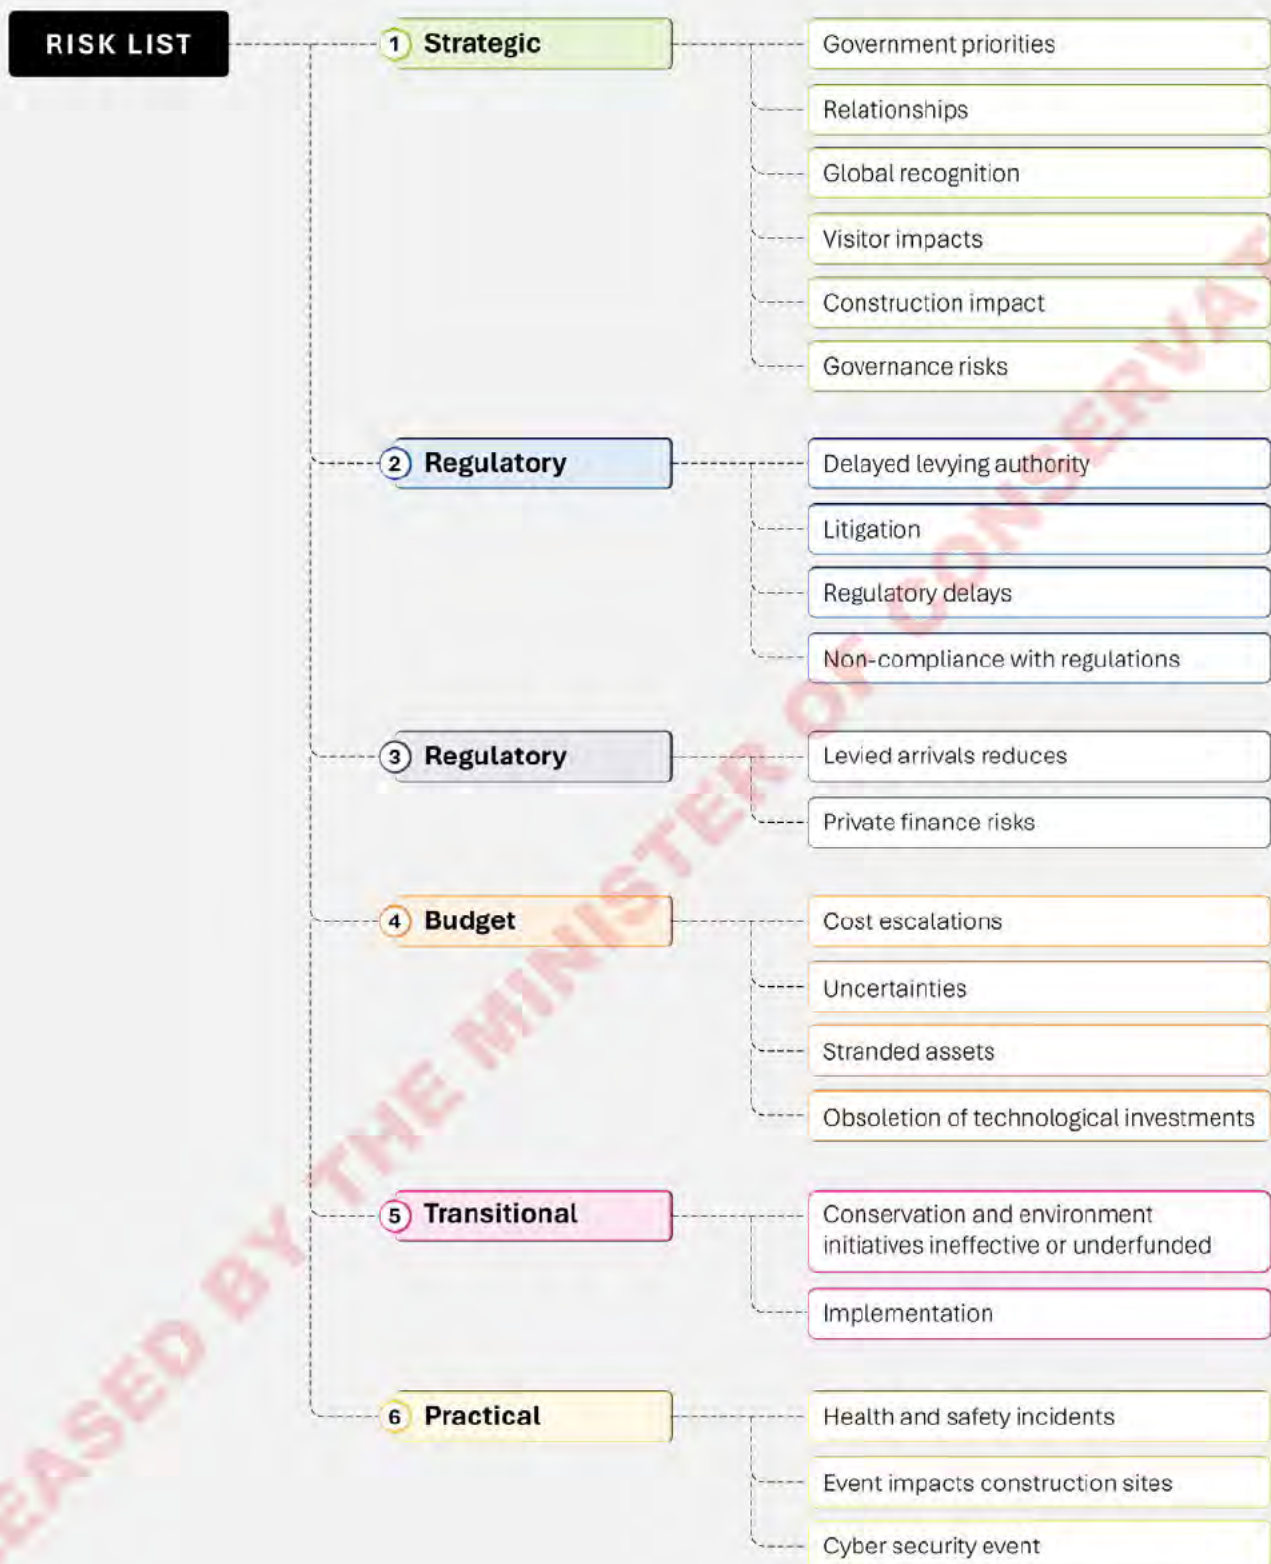 RISK LIST
1 Strategic
Government priorities
Relationships
Global recognition
Visitor impacts
Construction impact
Governance risks
2 Regulatory
Delayed levying authority
Litigation
Regulatory delays
Non-compliance with regulations
3 Regulatory
Levied arrivals reduces
Private finance risks
4 Budget
Cost escalations
Uncertainties
Stranded assets
Obsoletion of technological investments
5 Transitional
Conservation and environment
initiatives ineffective or underfunded
Implementation
6 Practical
Health and safety incidents
Event impacts construction sites
Cyber security event
EASED BY THE MINISTER OF CONSERVAT